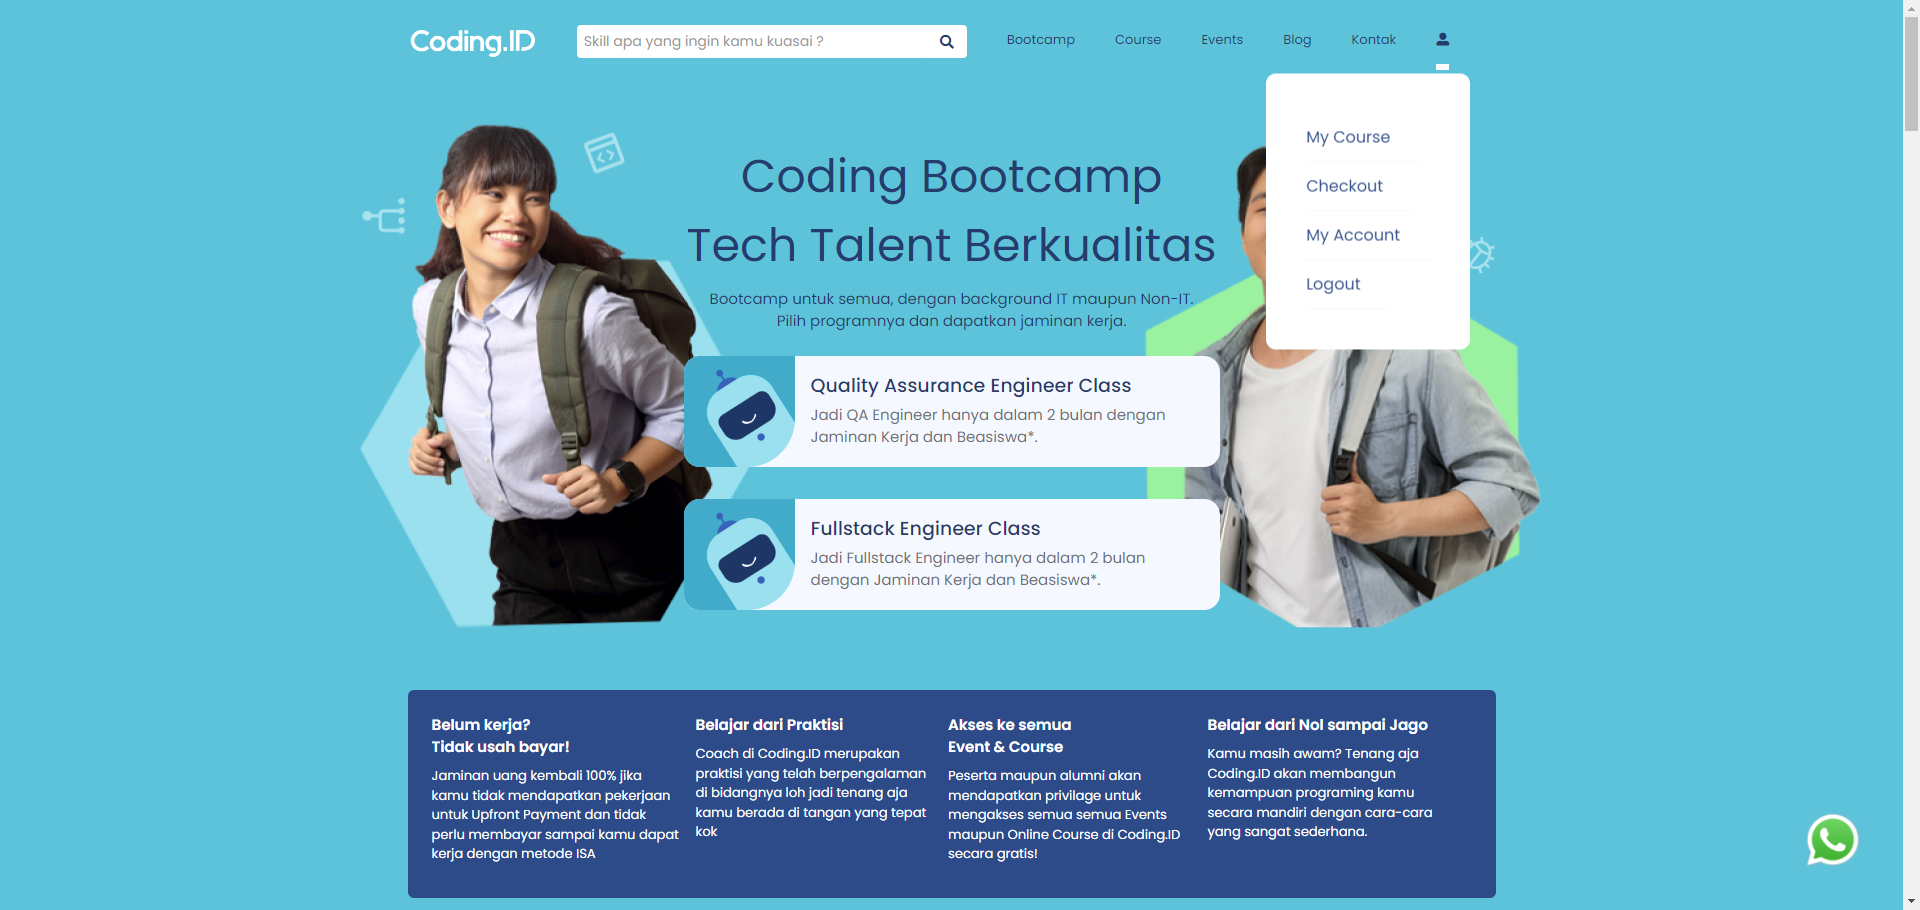 Coding.ID
Skill apa yang ingin kamu kuasai ?
Bootcamp
Course
Events
Blog
Kontak
My Course
Checkout
My Account
Logout
Coding Bootcamp
Tech Talent Berkualitas
Bootcamp untuk semua, dengan background IT maupun Non-IT.
Pilih programnya dan dapatkan jaminan kerja.
Quality Assurance Engineer Class
Jadi QA Engineer hanya dalam 2 bulan dengan
Jaminan Kerja dan Beasiswa*.
Fullstack Engineer Class
Jadi Fullstack Engineer hanya dalam 2 bulan
dengan Jaminan Kerja dan Beasiswa*.
Belum kerja?
Tidak usah bayar!
Jaminan uang kembali 100% jika
kamu tidak mendapatkan pekerjaan
untuk Upfront Payment dan tidak
perlu membayar sampai kamu dapat
kerja dengan metode ISA
Belajar dari Praktisi
Coach di Coding.ID merupakan
praktisi yang telah berpengalaman
di bidangnya loh jadi tenang aja
kamu berada di tangan yang tepat
kok
Akses ke semua
Event & Course
Peserta maupun alumni akan
mendapatkan privilage untuk
mengakses semua semua Events
maupun Online Course di Coding.ID
secara gratis!
Belajar dari Nol sampai Jago
Kamu masih awam? Tenang aja
Coding.ID akan membangun
kemampuan programing kamu
secara mandiri dengan cara-cara
yang sangat sederhana.